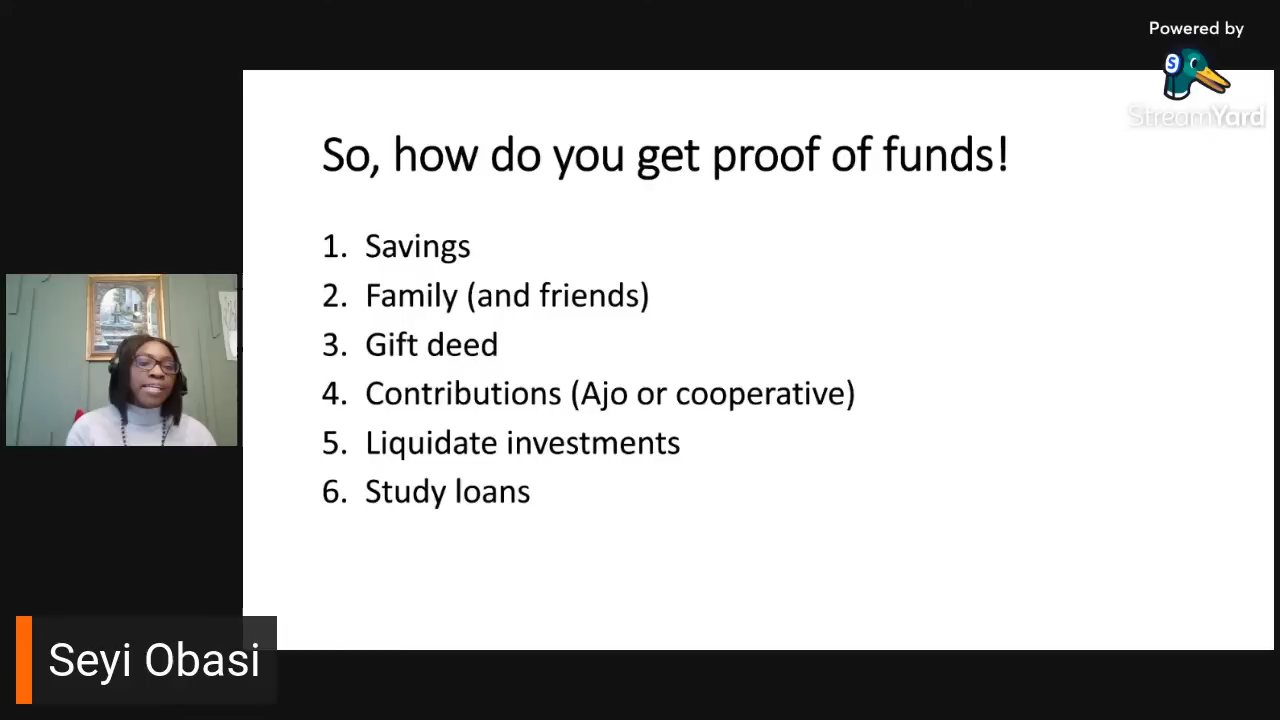 Powered by
S
StreamYard
So, how do you get proof of funds!
1. Savings
2. Family (and friends)
3. Gift deed
4. Contributions (Ajo or cooperative)
5. Liquidate investments
6. Study loans
Seyi Obasi